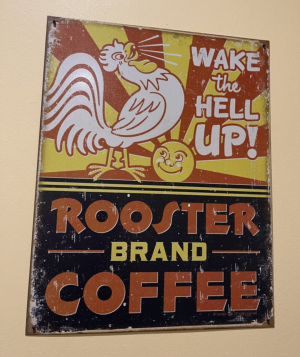 WAKE
the
HELL
UP!
ROOSTER
BRAND
COFFEE